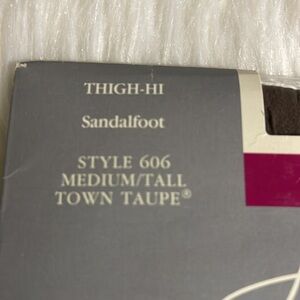 THIGH-HI
Sandalfoot
STYLE 606
MEDIUM/TALL
TOWN TAUPE®